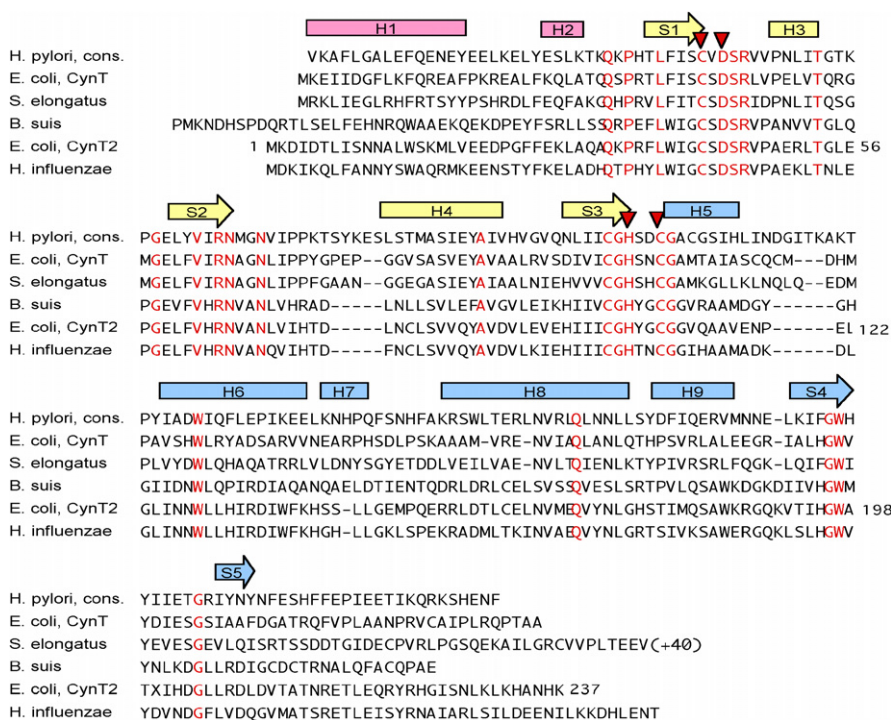 H1 H2 S1 H3
H. pylori, cons. VKAFLGALEFQENEYEELKELYESLKTKQKPHTLFISCVDSRVVPNLITGTK
E. coli, CynT MKEIIDGFLKFQREAFPKREALFKQLATQQSPRTLFISCSDSRLVPELVTQRG
S. elongatus MRKLIEGLRHFRTSYYPSHRDLFEQFAKGQHPRVLFITCSDSRIDPNLITQSG
B. suis PMKNDHSPDQRTLSELFEHNRQWAAEKQEKDPEYFSRLLSSQRPEFLWIGCSDSRVPANVVTGLQ
E. coli, CynT2 1 MKDIDTLISNNALWSKMLVEEDPGFFEKLAQAQKPRFLWIGCSDSRVPAERLTGLE 56
H. influenzae MDKIKQLFANNYSWAQRMKEENSTYFKELADHQTPHYLWIGCSDSRVPAEKLTNLE
S2 H4 S3 H5
H. pylori, cons. PGELYVIRNMGNVIPPKTSYKESLSTMASIEYAIVHVGVQNLIICGHSDCGACGSIHLINDGITKAKT
E. coli, CynT MGELFVIRNAGNLIPPYGPEP--GGVSASVEYAVAALRVSDIVICGHSNCGAMTAIASCQCM--DHM
S. elongatus MGELFVIRNAGNLIPPFGAAN--GGEGASIEYAIAALNIEHVVVCGHSHCGAMKGLLKLNQLQ-EDM
B. suis PGEVFVHRNVANLVHRAD-----LNLLSVLEFAVGVLEIKHIIVCGHYGCGGVRAAMDGY------GH
E. coli, CynT2 PGELFVHRNVANLVIHTD-----LNCLSVVQYAVDVLEVEHIIICGHYGCGGVQAAVENP------EL 122
H. influenzae PGELFVHRNVANQVIHTD-----FNCLSVVQYAVDVLKIEHIIICGHTNCGGIHAAMADK------DL
H6 H7 H8 H9 S4
H. pylori, cons. PYIADWIQFLEPIKEELKNHPQFSNHFAKRSWLTERLNVRLQLNNLLSYDFIQERVMNNE-LKIFGWH
E. coli, CynT PAVSHWLRYADSARVVNEARPHSDLPSKAAAM-VRE-NVIAQLANLQTHPSVRLALEEGR-IALHGWV
S. elongatus PLVYDWLQHAQATRRLVLDNYSGYETDDLVEILVAE-NVLTQIENLKTYPIVRSRLFQGK-LQIFGWI
B. suis GIIDNWLQPIRDIAQANQAELDTIENTQDRLDRLCELSVSSQVESLSRTPVLQSAWKDGKDIIVHGWM
E. coli, CynT2 GLINNWLLHIRDIWFKHSS-LLGEMPQERRLDTLCELNVMEQVYNLGHSTIMQSAWKRGQKVTIHGWA 198
H. influenzae GLINNWLLHIRDIWFKHGH-LLGKLSPEKRADMLTKINVAEQVYNLGRTSIVKSAWERGQKLSLHGWV
S5
H. pylori, cons. YIIETGRIYNYNFESHFFEPIEETIKQRKSHENF
E. coli, CynT YDIESGSIAAFDGATRQFVPLAANPRVCAIPLRQPTAA
S. elongatus YEVESGEVLQISRTSSDDTGIDECPVRLPGSQEKAILGRCVVPLTEEV(+40)
B. suis YNLKDGLLRDIGCDCTRNALQFACQPAE
E. coli, CynT2 TXIHDGLLRDLDVTATNRETLEQRYRHGISNLKLKHANHK 237
H. influenzae YDVNDGFLVDQGVMATSRETLEISYRNAIARLSILDEENILKKDHLENT